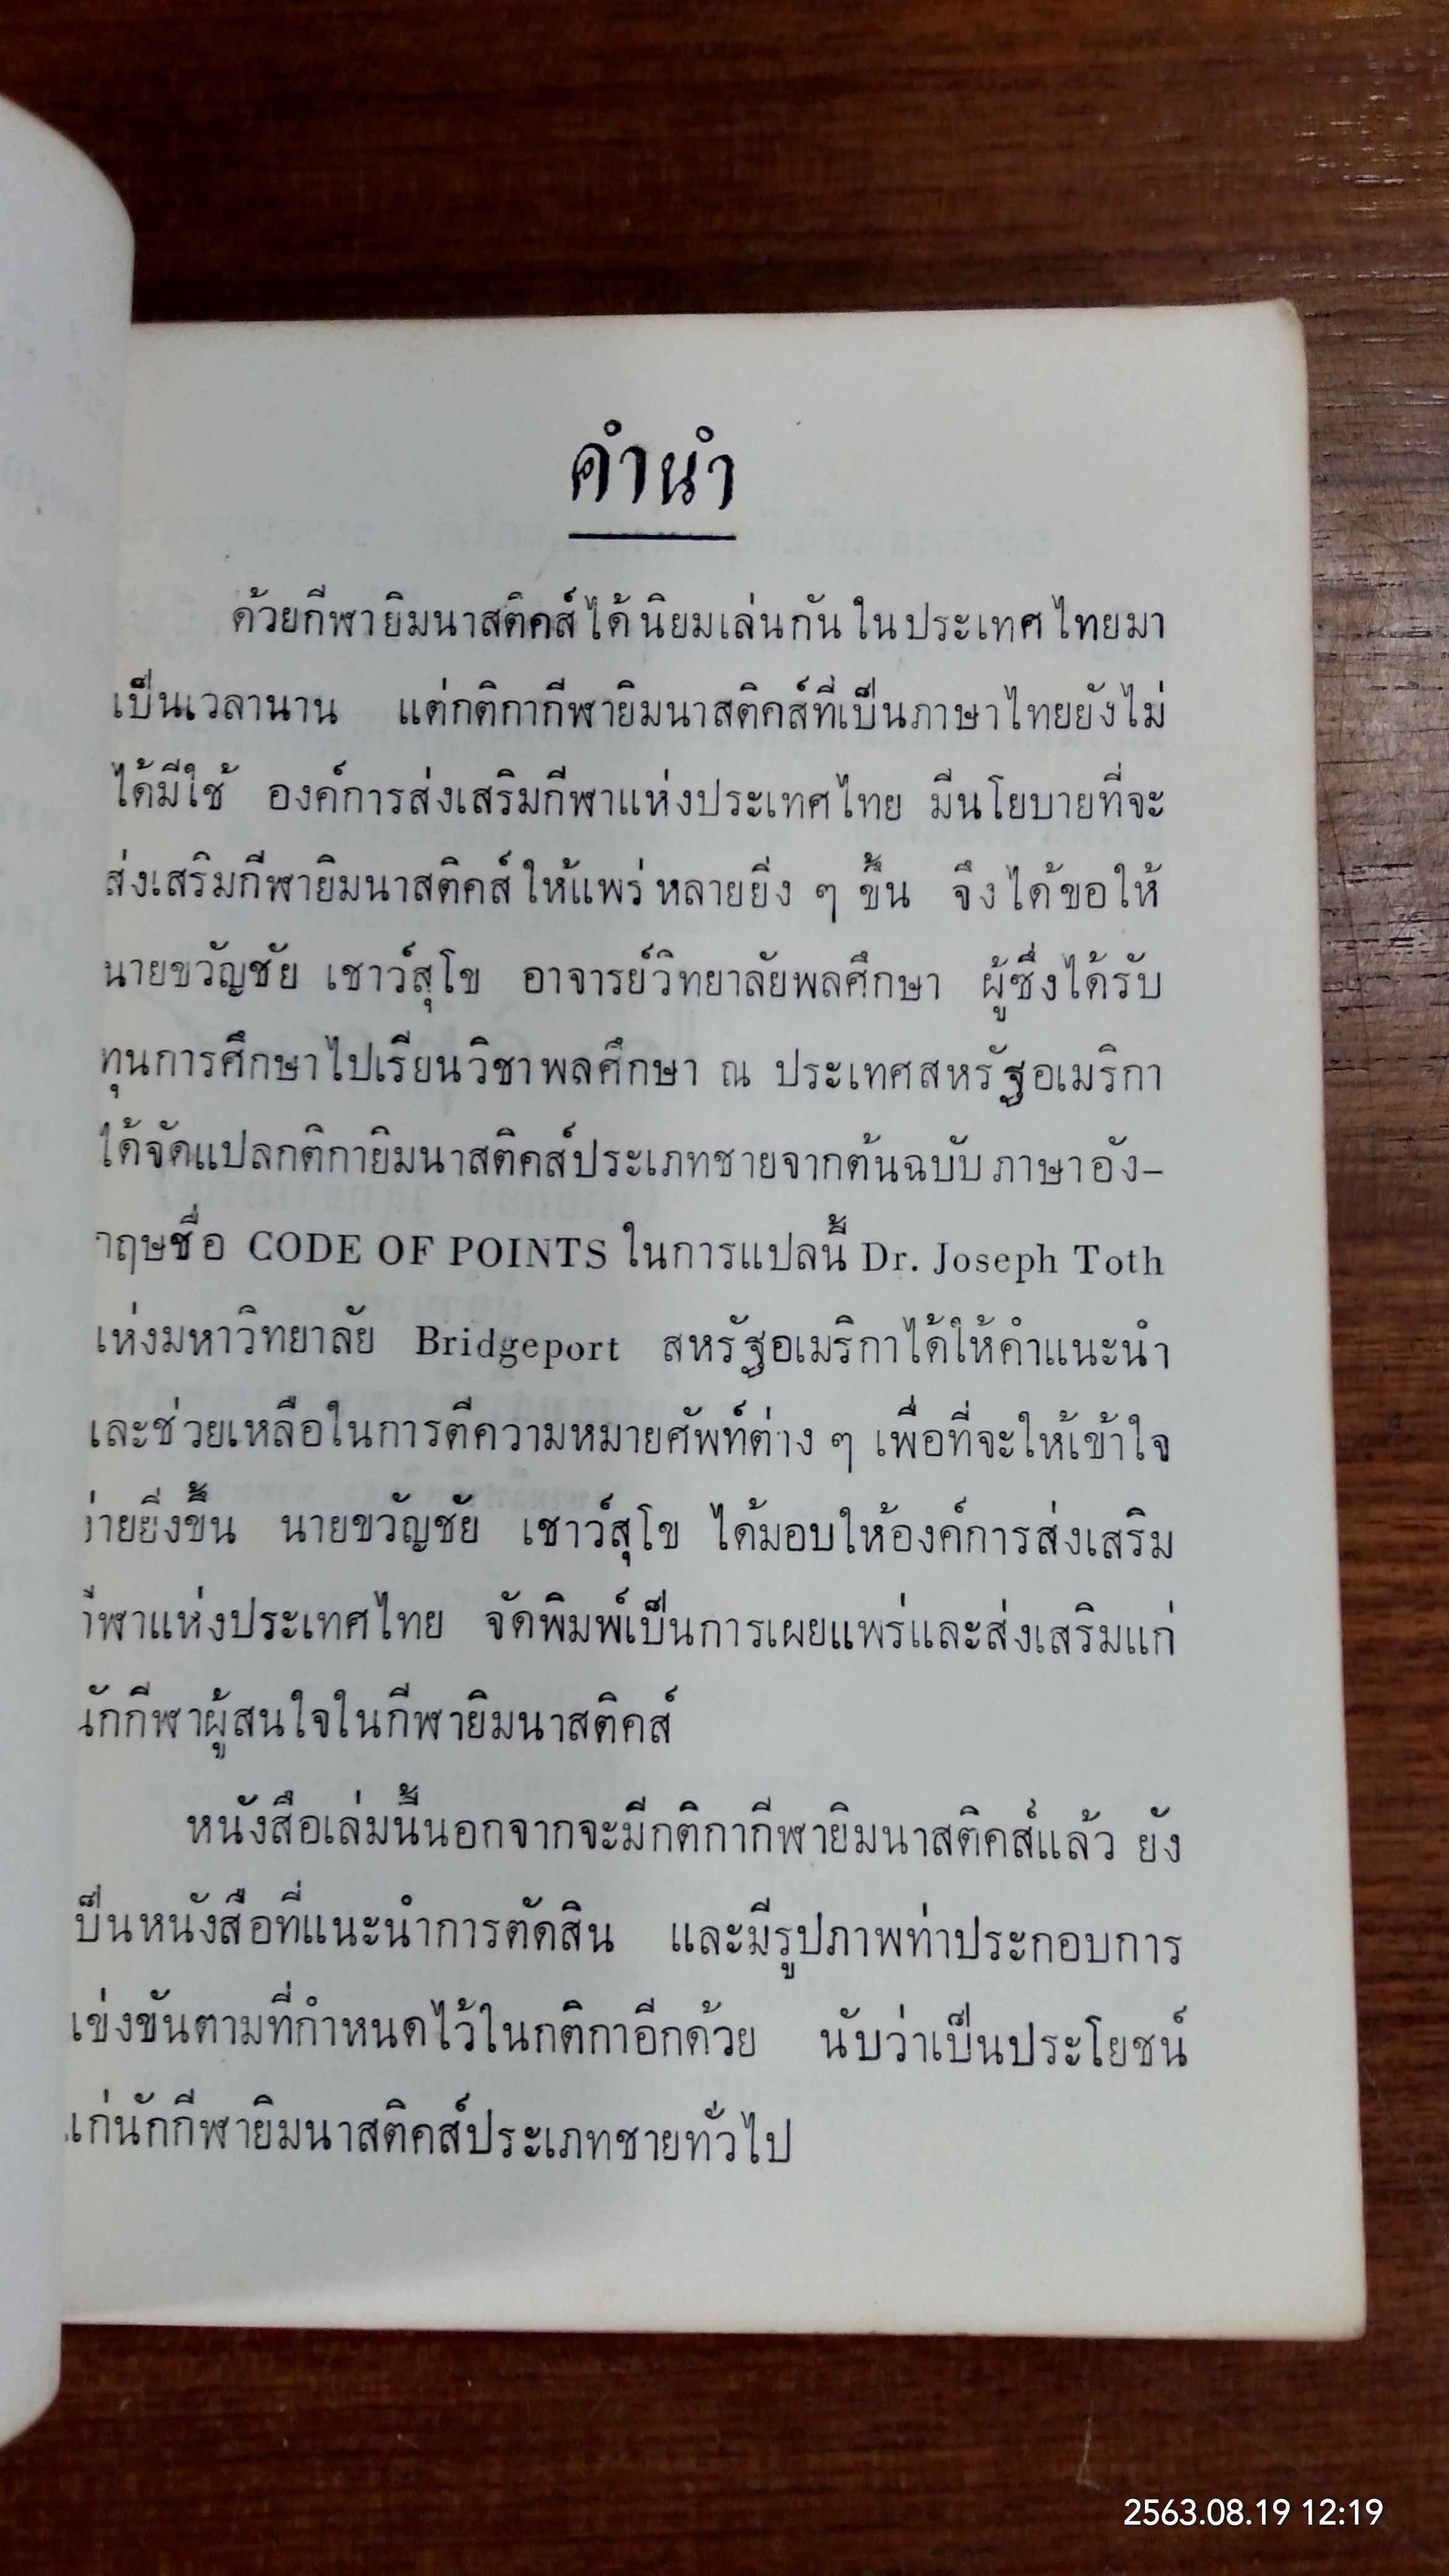 คำนำ
ด้วยกีฬายิมนาสติคส์ได้นิยมเล่นกันในประเทศไทยมา
เป็นเวลานาน แต่กติกากีฬายิมนาสติคส์ที่เป็นภาษาไทยยังไม่
ได้มีใช้ องค์การส่งเสริมกีฬาแห่งประเทศไทย มีนโยบายที่จะ
ส่งเสริมกีฬายิมนาสติคส์ให้แพร่หลายยิ่ง ๆ ขึ้น จึงได้ขอให้
นายขวัญชัย เชาว์สุโข อาจารย์วิทยาลัยพลศึกษา ผู้ซึ่งได้รับ
ทุนการศึกษาไปเรียนวิชาพลศึกษา ณ ประเทศสหรัฐอเมริกา
ได้จัดแปลกติกายิมนาสติคส์ประเภทชายจากต้นฉบับภาษาอัง-
กฤษชื่อ CODE OF POINTS ในการแปลนี้ Dr. Joseph Toth
แห่งมหาวิทยาลัย Bridgeport สหรัฐอเมริกาได้ให้คำแนะนำ
และช่วยเหลือในการตีความหมายศัพท์ต่าง ๆ เพื่อที่จะให้เข้าใจ
ง่ายยิ่งขึ้น นายขวัญชัย เชาว์สุโข ได้มอบให้องค์การส่งเสริม
กีฬาแห่งประเทศไทย จัดพิมพ์เป็นการเผยแพร่และส่งเสริมแก่
นักกีฬาผู้สนใจในกีฬายิมนาสติคส์
หนังสือเล่มนี้นอกจากจะมีกติกากีฬายิมนาสติคส์แล้ว ยัง
เป็นหนังสือที่แนะนำการตัดสิน และมีรูปภาพท่าประกอบการ
แข่งขันตามที่กำหนดไว้ในกติกาอีกด้วย นับว่าเป็นประโยชน์
แก่นักกีฬายิมนาสติคส์ประเภทชายทั่วไป
2563.08.19 12:19